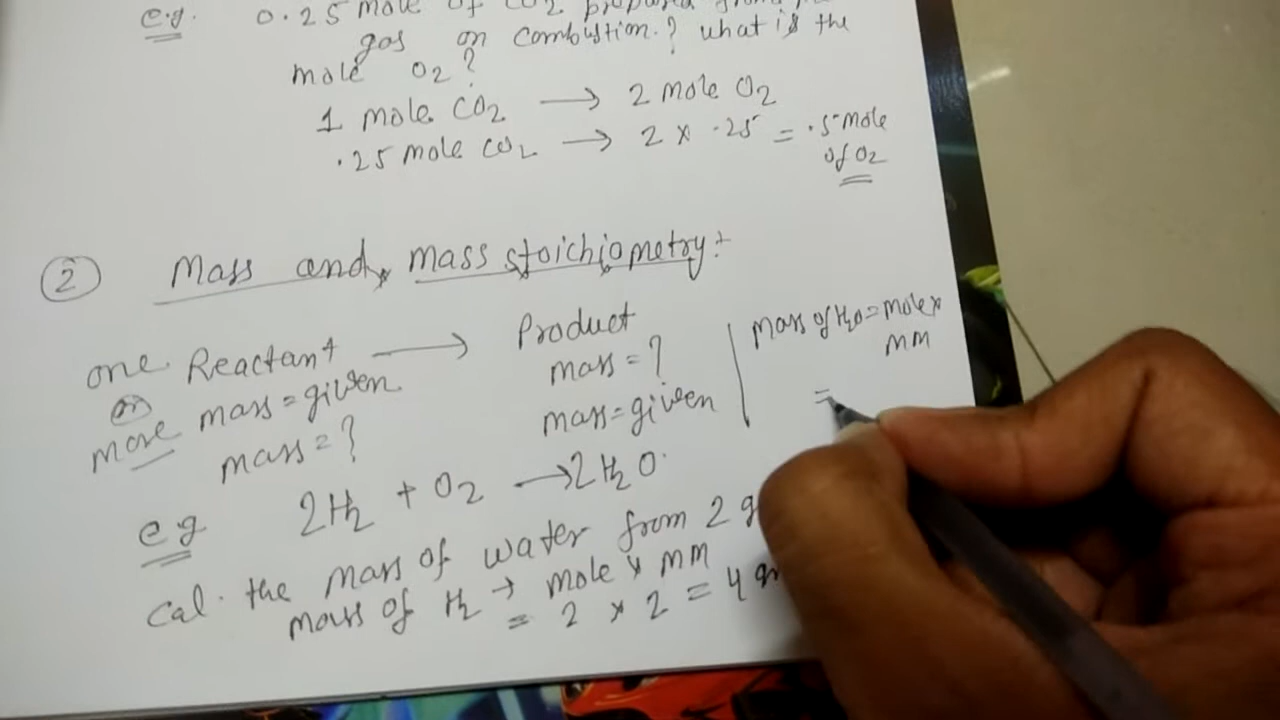 e.g. 0.25 mole of CO2 prepared from
gas on combustion.? what is the
mole O2?
1 mole CO2 → 2 mole O2
.25 mole CO2 → 2 × .25 = .5 mole
of O2
② Mass and mass stoichiometry:
one Reactant → Product
or mass = given mass = ?
more mass = ? mass = given
Mass of H2O = mole ×
MM
=
e.g 2H2 + O2 → 2H2O.
Cal. the mass of water from 2 g
mass of H2 → mole × MM
= 2 × 2 = 4 g